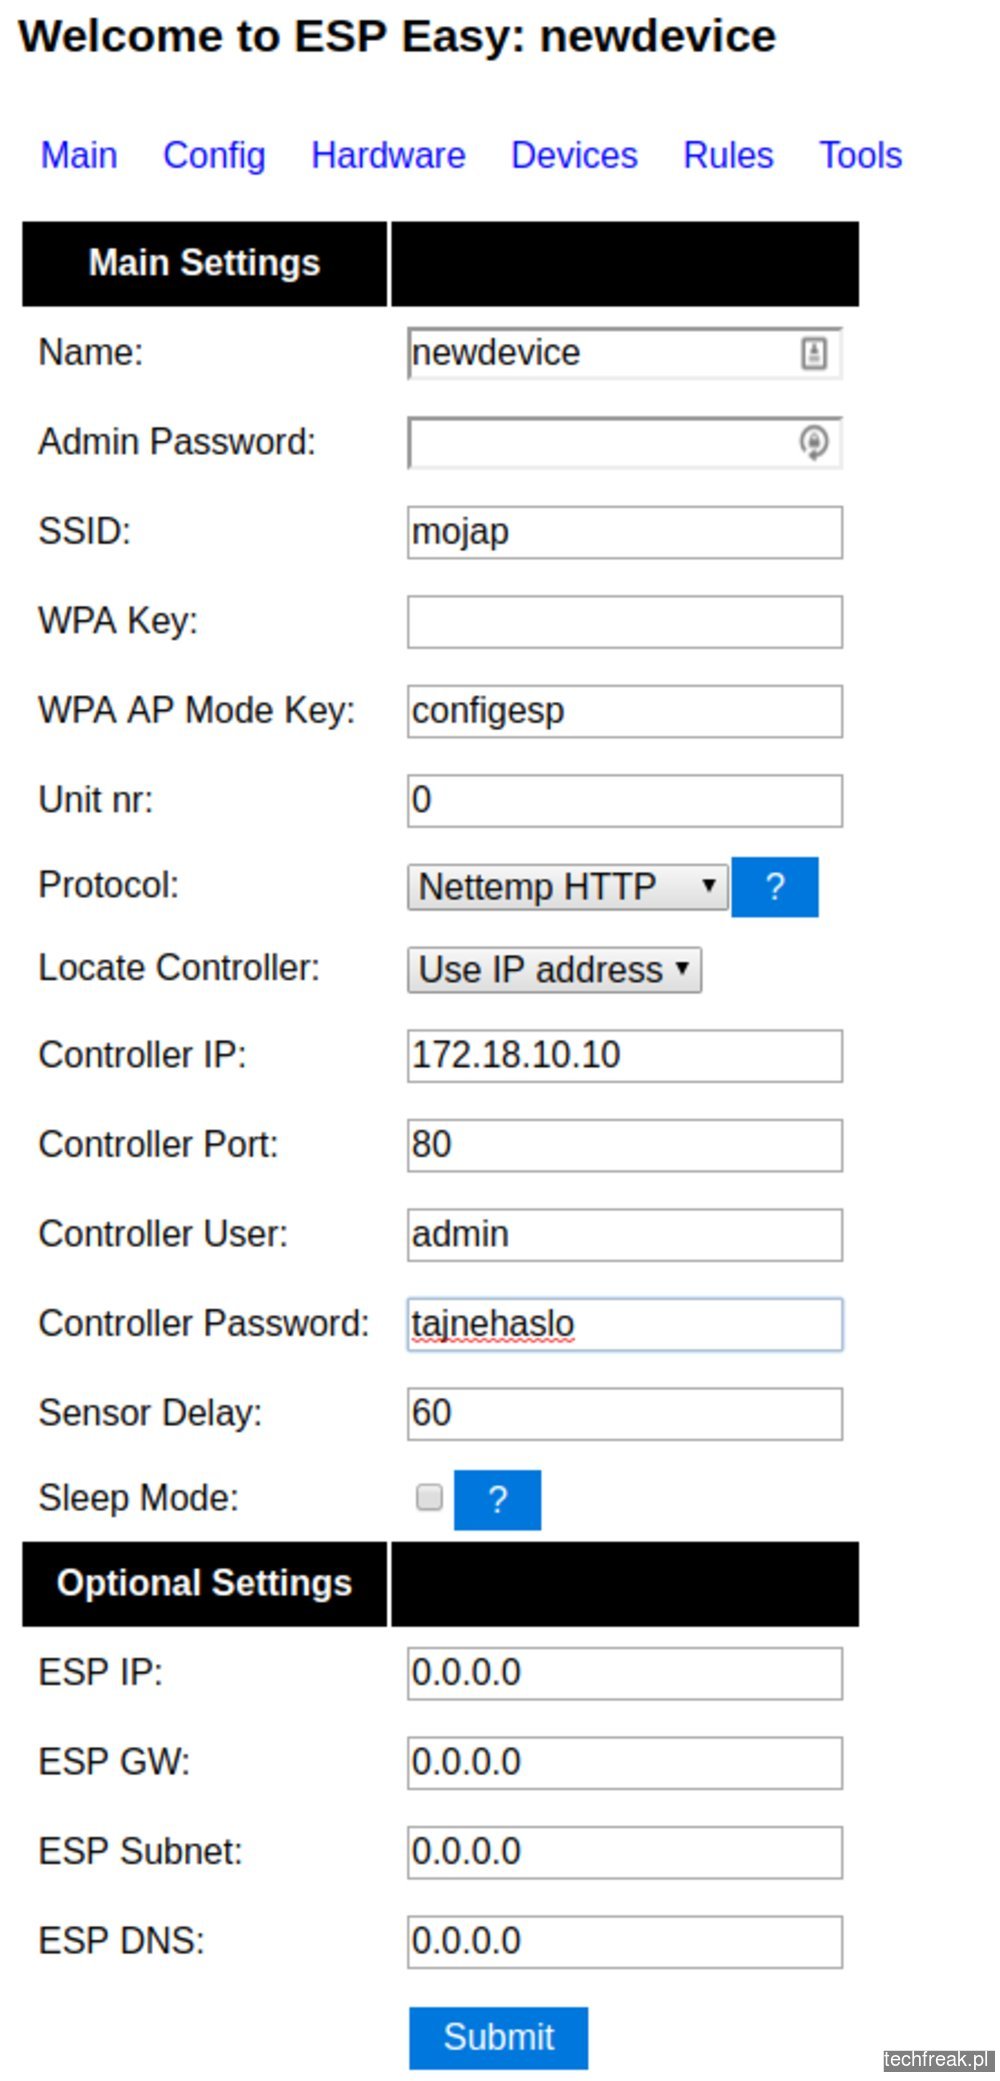 Welcome to ESP Easy: newdevice
Main Config Hardware Devices Rules Tools
Main Settings
Name: newdevice
Admin Password:
SSID: mojap
WPA Key:
WPA AP Mode Key: configesp
Unit nr: 0
Protocol: Nettemp HTTP ?
Locate Controller: Use IP address
Controller IP: 172.18.10.10
Controller Port: 80
Controller User: admin
Controller Password: tajnehaslo
Sensor Delay: 60
Sleep Mode: ?
Optional Settings
ESP IP: 0.0.0.0
ESP GW: 0.0.0.0
ESP Subnet: 0.0.0.0
ESP DNS: 0.0.0.0
Submit
techfreak.pl